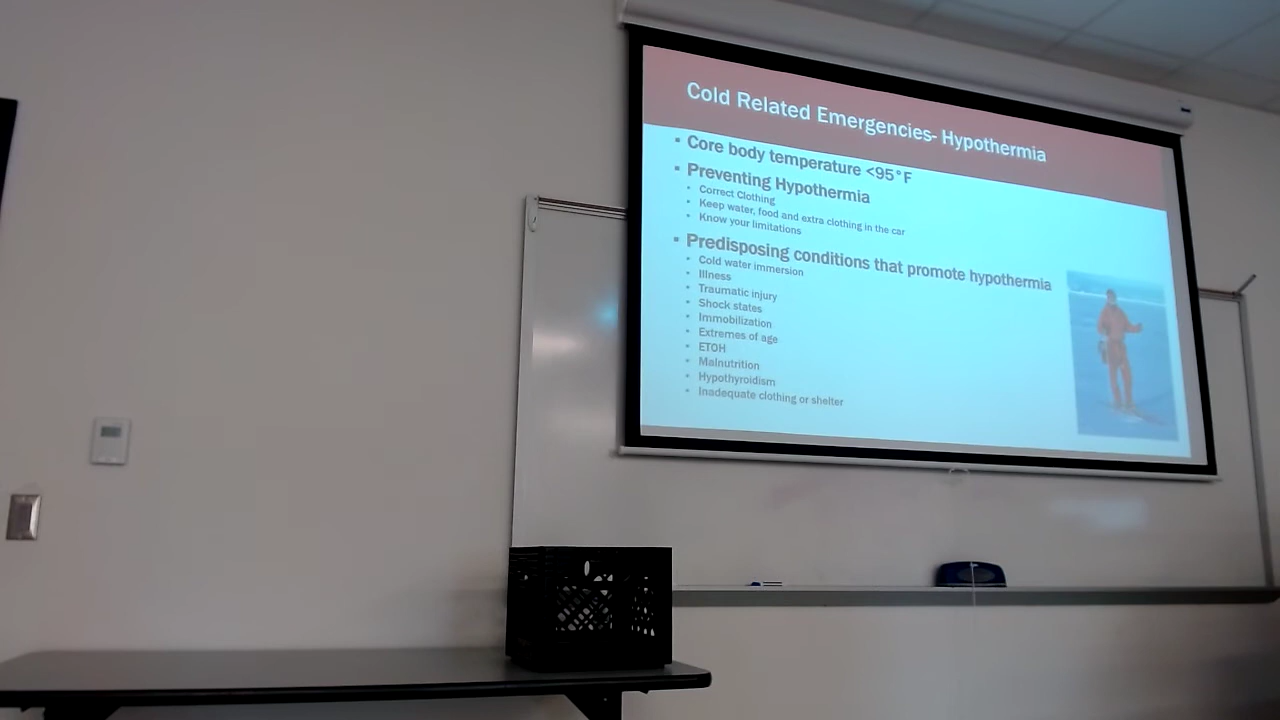 Cold Related Emergencies- Hypothermia
▪ Core body temperature <95°F
▪ Preventing Hypothermia
• Correct Clothing
• Keep water, food and extra clothing in the car
• Know your limitations
▪ Predisposing conditions that promote hypothermia
• Cold water immersion
• Illness
• Traumatic injury
• Shock states
• Immobilization
• Extremes of age
• ETOH
• Malnutrition
• Hypothyroidism
• Inadequate clothing or shelter